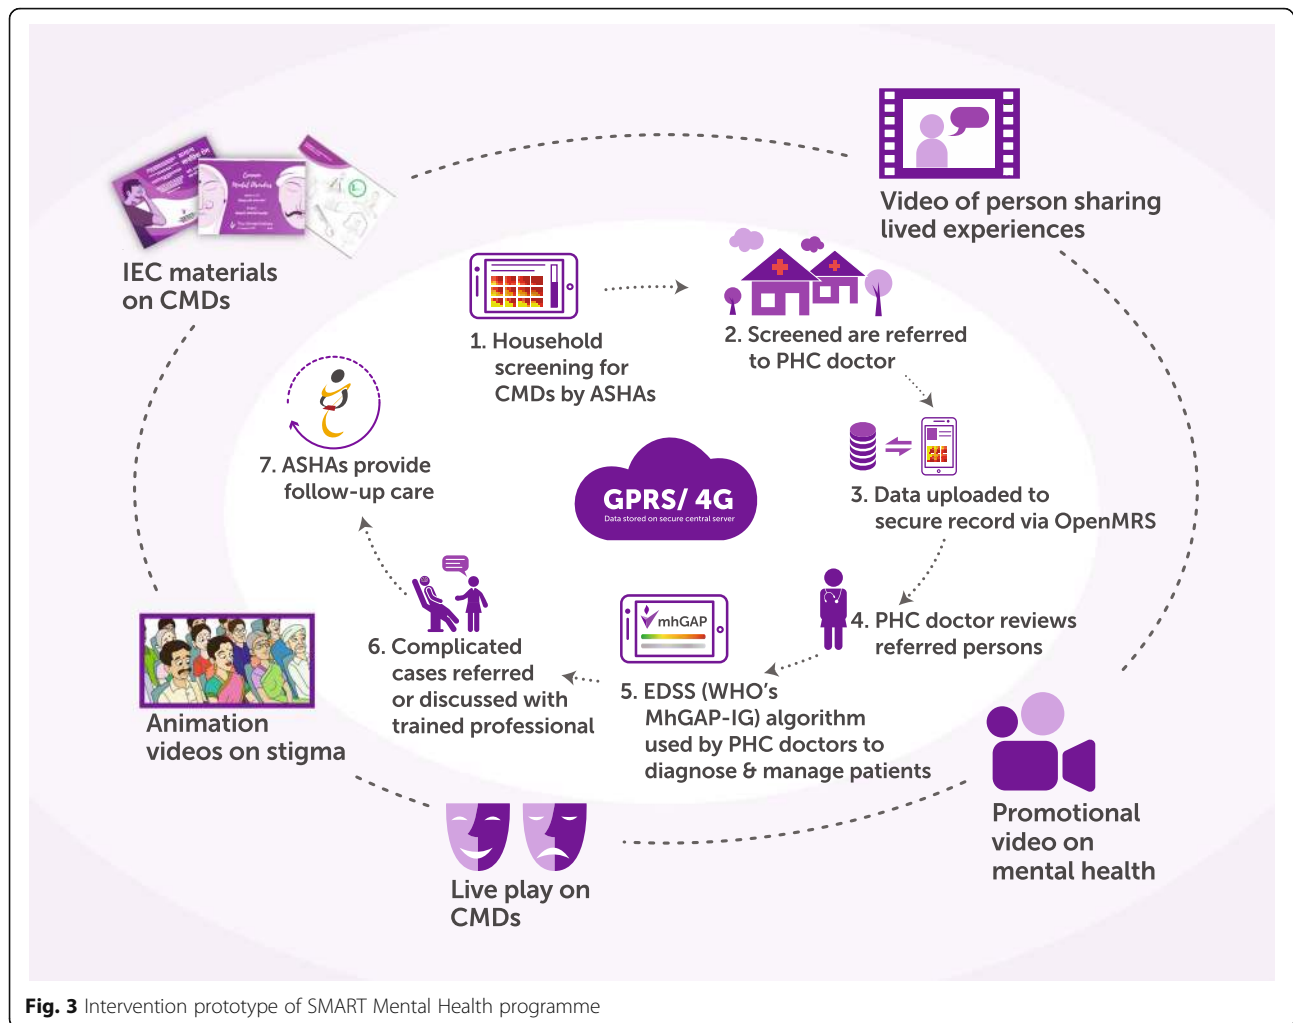 IEC materials
on CMDs
Common
Mental Disorders
Video of person sharing
lived experiences
1. Household
screening for
CMDs by ASHAs
2. Screened are referred
to PHC doctor
3. Data uploaded to
secure record via OpenMRS
4. PHC doctor reviews
referred persons
mhGAP
5. EDSS (WHO's
MhGAP-IG) algorithm
used by PHC doctors to
diagnose & manage patients
6. Complicated
cases referred
or discussed with
trained professional
7. ASHAs provide
follow-up care
GPRS/ 4G
Data stored on secure central server
Animation
videos on stigma
Live play on
CMDs
Promotional
video on
mental health
Fig. 3 Intervention prototype of SMART Mental Health programme